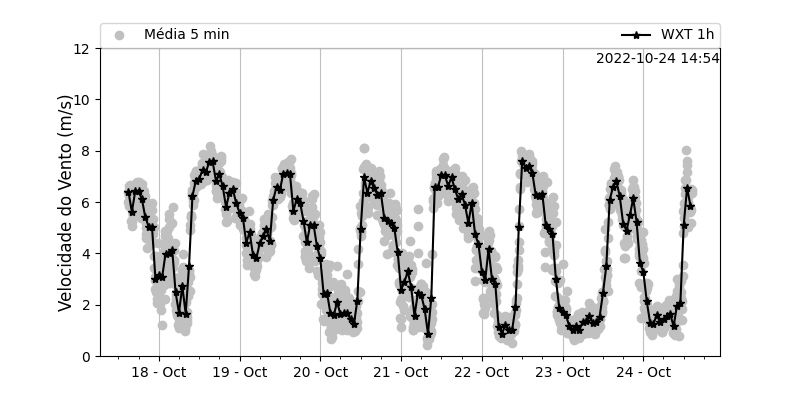 Média 5 min
WXT 1h
2022-10-24 14:54
Velocidade do Vento (m/s)
12
10
8
6
4
2
0
18 - Oct
19 - Oct
20 - Oct
21 - Oct
22 - Oct
23 - Oct
24 - Oct